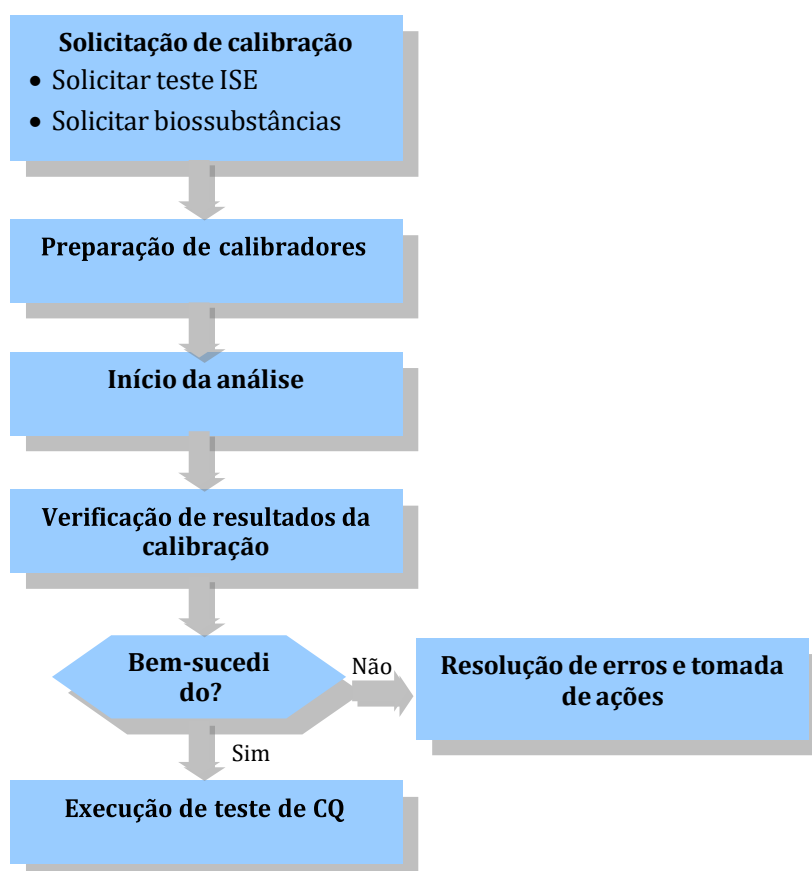 Solicitação de calibração
• Solicitar teste ISE
• Solicitar biossubstâncias
Preparação de calibradores
Início da análise
Verificação de resultados da
calibração
Bem-sucedi
do?
Não
Resolução de erros e tomada
de ações
Sim
Execução de teste de CQ